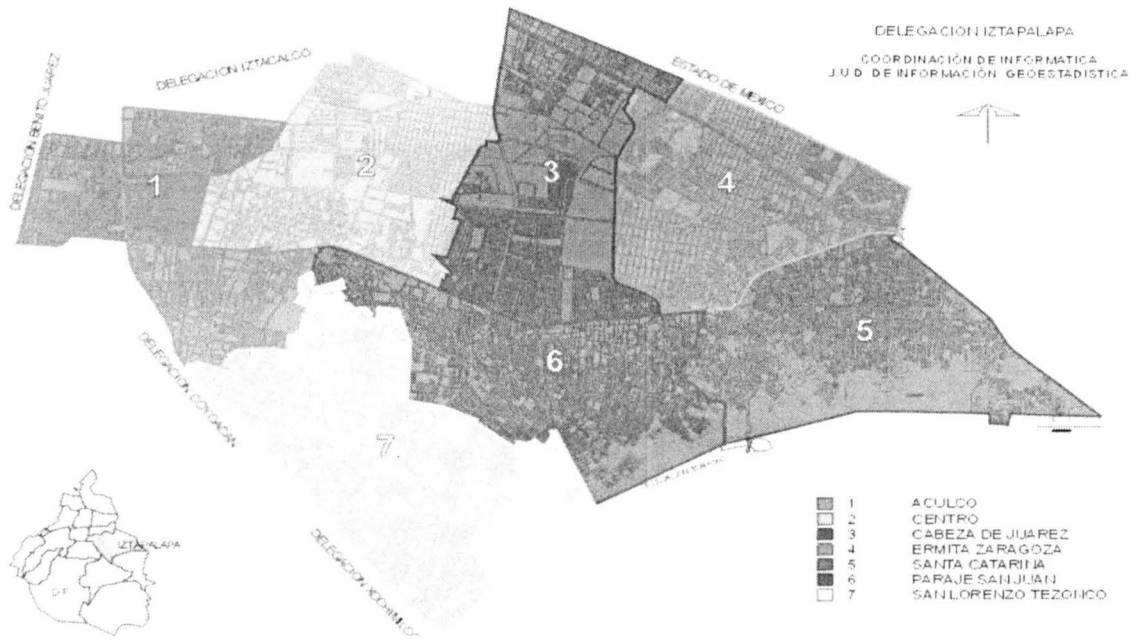 DELEGACION IZTAPALAPA
COORDINACIÓN DE INFORMATICA
J.U.D. DE INFORMACIÓN GEOESTADISTICA
DELEGACION BENITO JUAREZ
DELEGACION IZTACALCO
ESTADO DE MEXICO
1
2
3
4
5
6
7
DELEGACION COYOACAN
DELEGACION XOCHIMILCO
IZTAPALAPA
D.F.
1 ACULCO
2 CENTRO
3 CABEZA DE JUAREZ
4 ERMITA ZARAGOZA
5 SANTA CATARINA
6 PARAJE SAN JUAN
7 SAN LORENZO TEZONCO